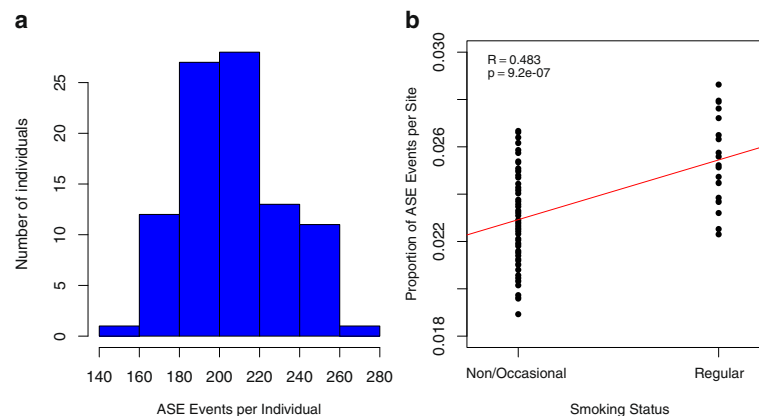 a
Number of individuals
25
20
15
10
5
0
140 160 180 200 220 240 260 280
ASE Events per Individual
b
R = 0.483
p = 9.2e-07
Proportion of ASE Events per Site
0.030
0.026
0.022
0.018
Non/Occasional Regular
Smoking Status